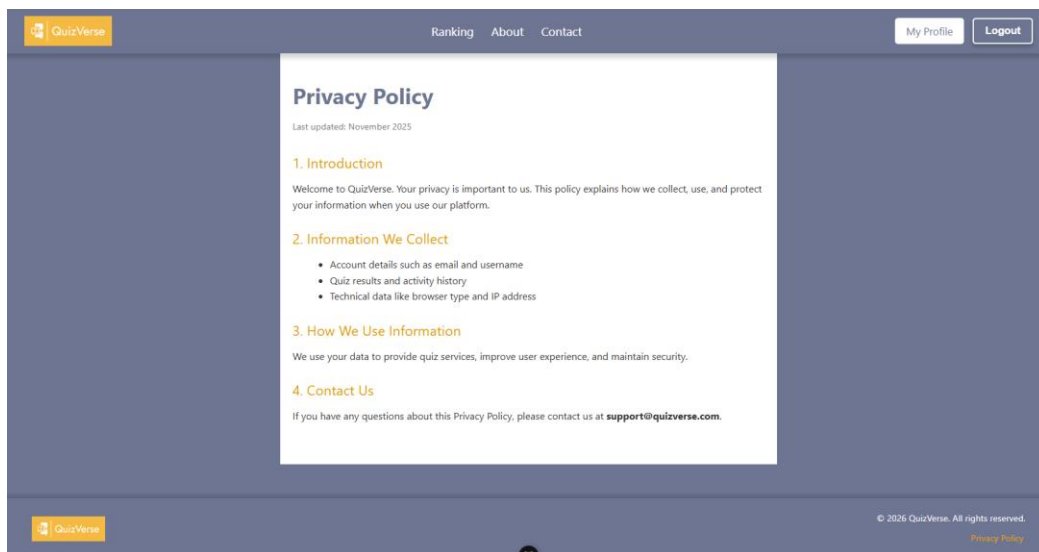 QuizVerse
Ranking About Contact
My Profile Logout
Privacy Policy
Last updated: November 2025
1. Introduction
Welcome to QuizVerse. Your privacy is important to us. This policy explains how we collect, use, and protect
your information when you use our platform.
2. Information We Collect
• Account details such as email and username
• Quiz results and activity history
• Technical data like browser type and IP address
3. How We Use Information
We use your data to provide quiz services, improve user experience, and maintain security.
4. Contact Us
If you have any questions about this Privacy Policy, please contact us at support@quizverse.com.
QuizVerse
© 2026 QuizVerse. All rights reserved.
Privacy Policy